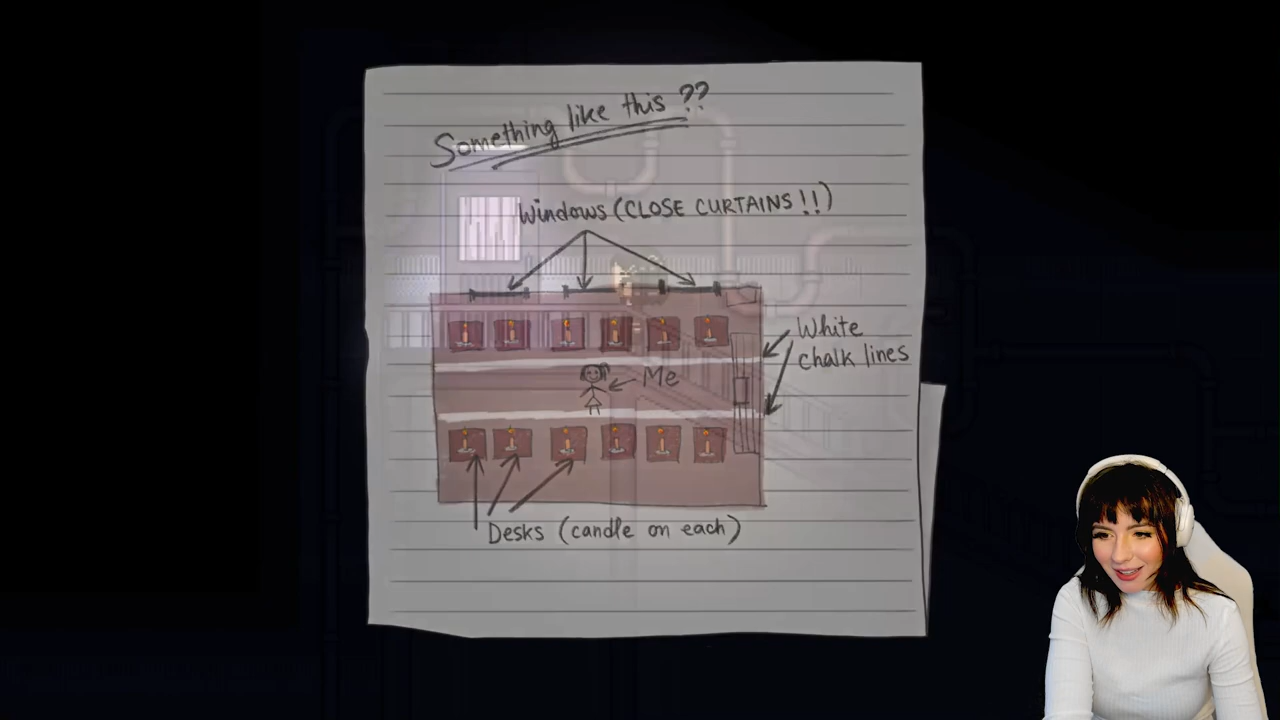 Something like this ??
Windows (CLOSE CURTAINS !!)
White
chalk lines
Me
Desks (candle on each)